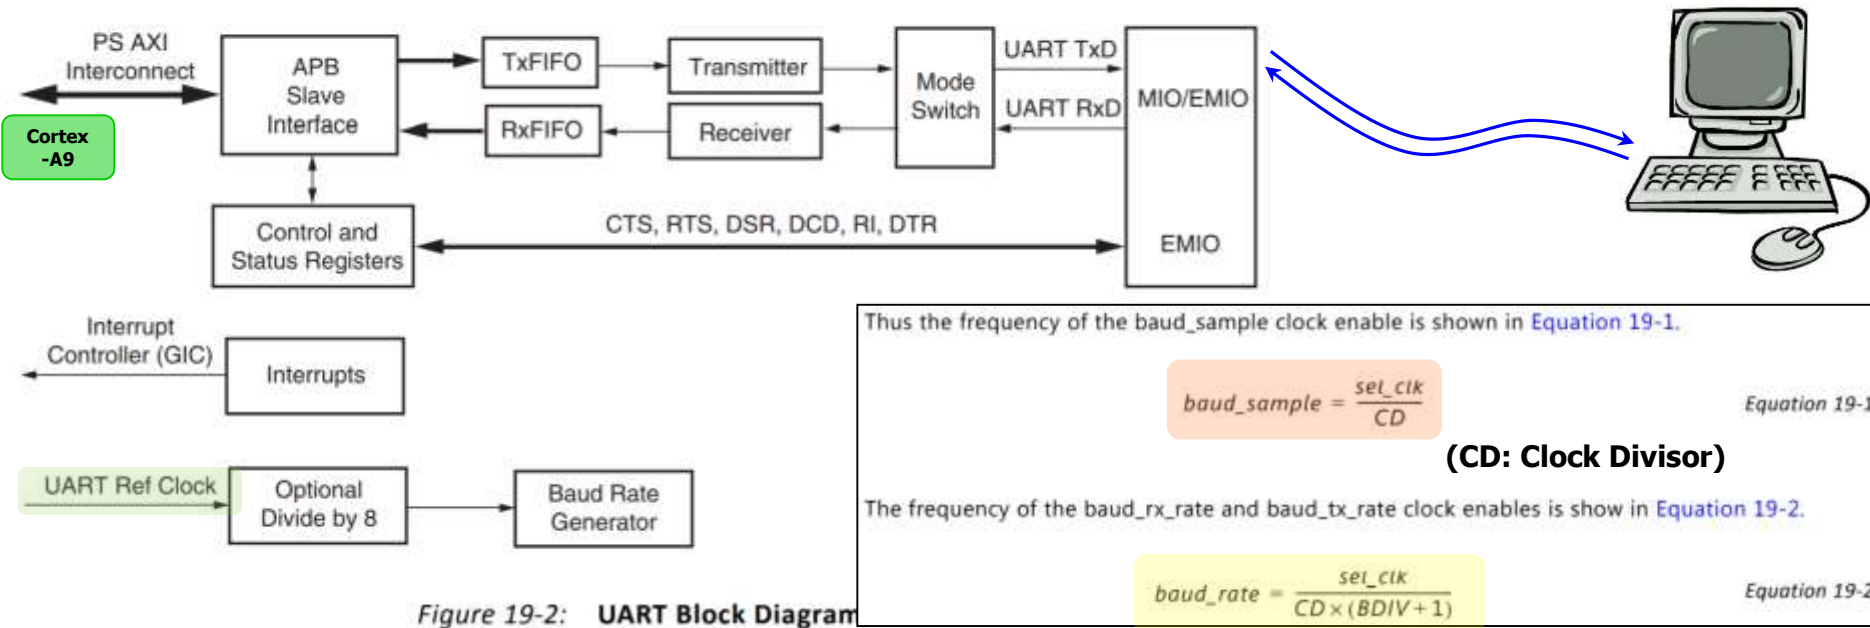 PS AXI
Interconnect
Cortex
-A9
APB
Slave
Interface
TxFIFO
RxFIFO
Transmitter
Receiver
Mode
Switch
UART TxD
UART RxD
MIO/EMIO
EMIO
Control and
Status Registers
CTS, RTS, DSR, DCD, RI, DTR
Interrupt
Controller (GIC)
Interrupts
UART Ref Clock
Optional
Divide by 8
Baud Rate
Generator
Figure 19-2: UART Block Diagram
Thus the frequency of the baud_sample clock enable is shown in Equation 19-1.
baud_sample = sel_clk / CD
Equation 19-1
(CD: Clock Divisor)
The frequency of the baud_rx_rate and baud_tx_rate clock enables is show in Equation 19-2.
baud_rate = sel_clk / CD×(BDIV+1)
Equation 19-2